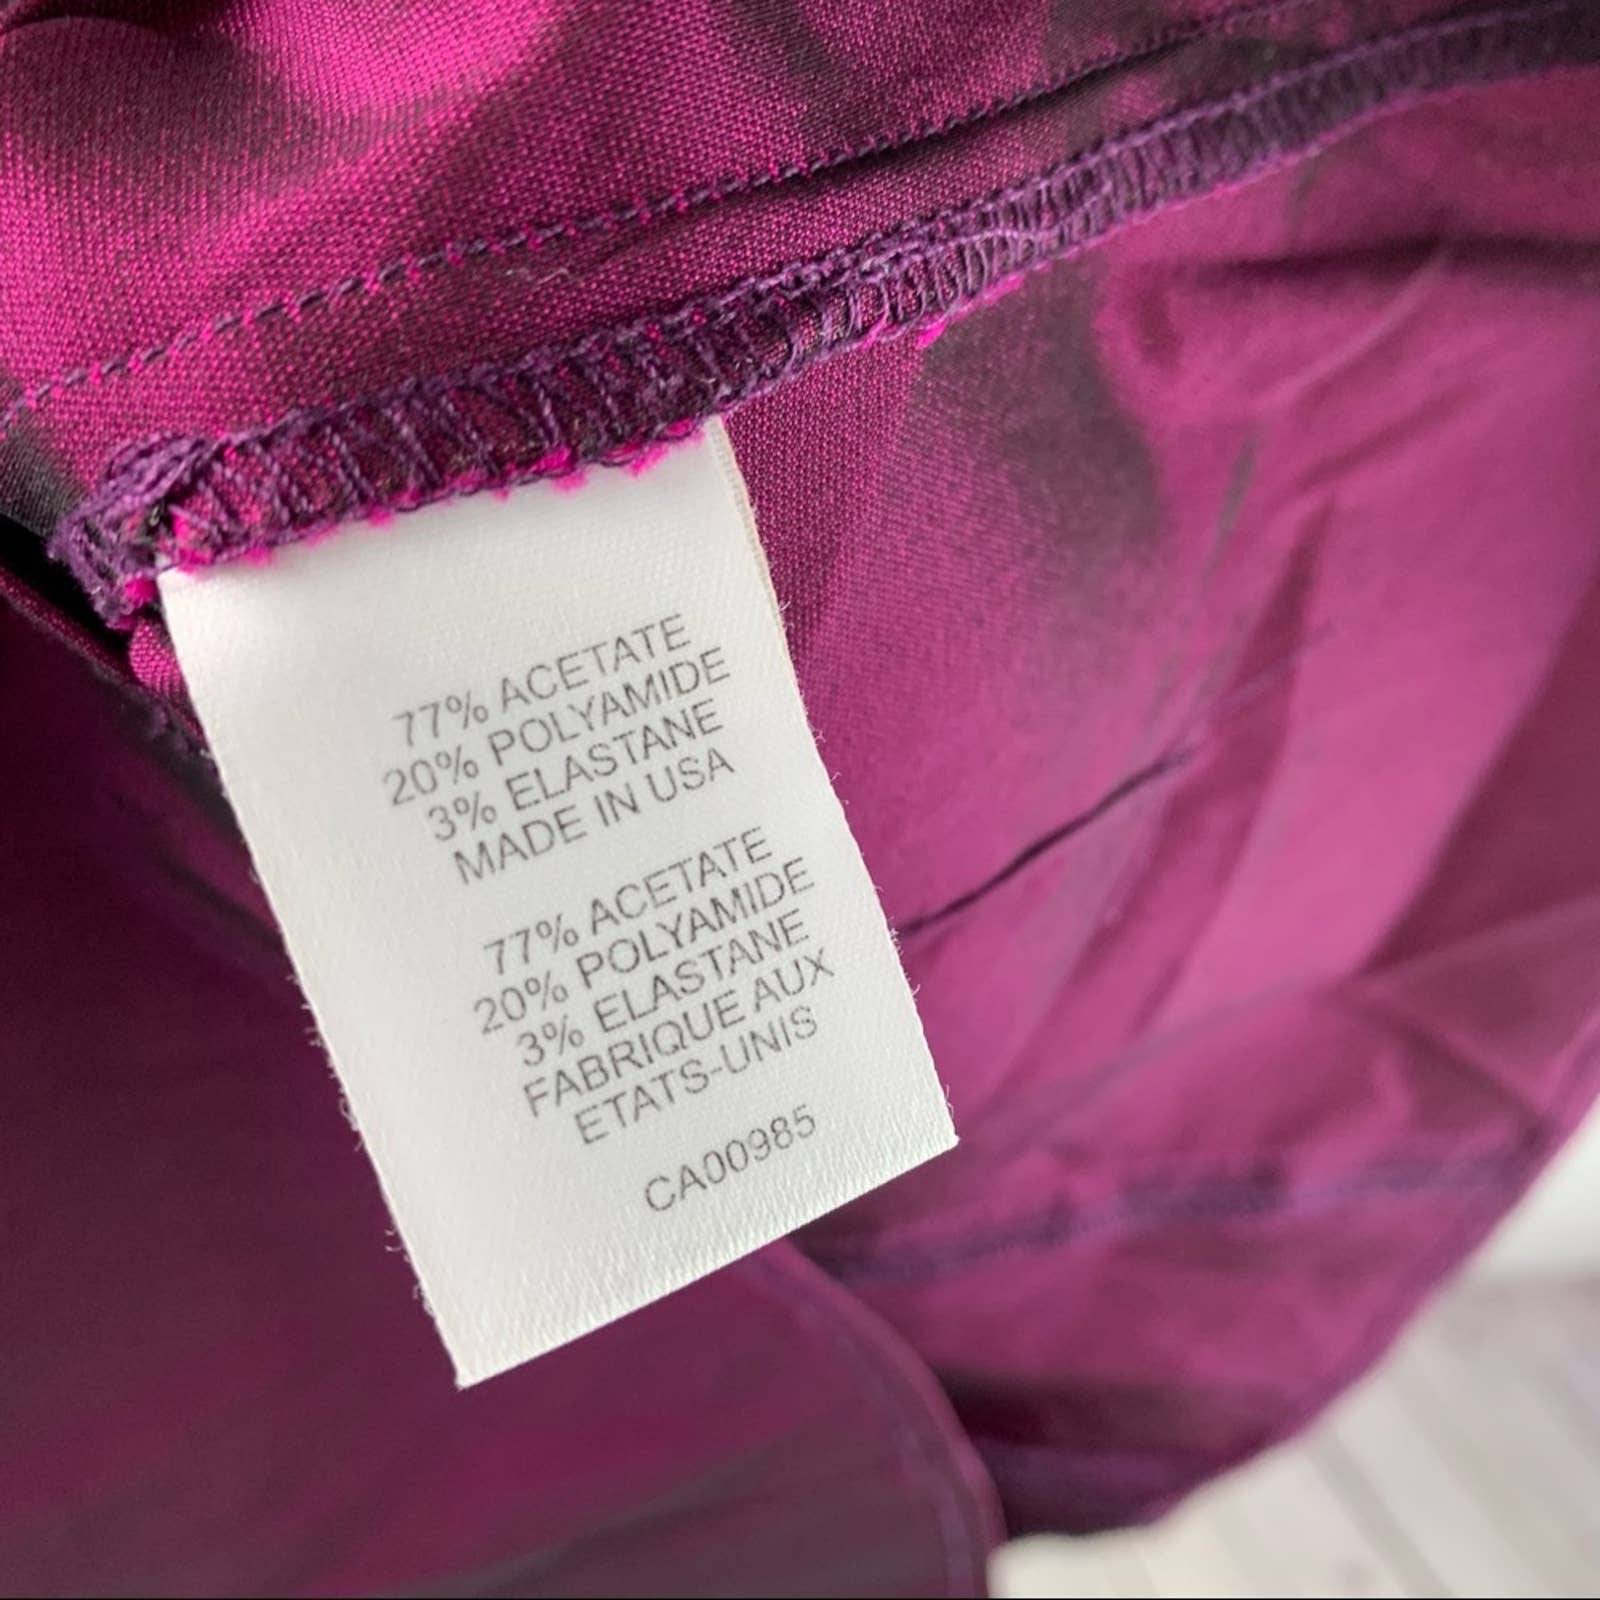 77% ACETATE
20% POLYAMIDE
3% ELASTANE
MADE IN USA
77% ACETATE
20% POLYAMIDE
3% ELASTANE
FABRIQUE AUX
ETATS-UNIS
CA00985